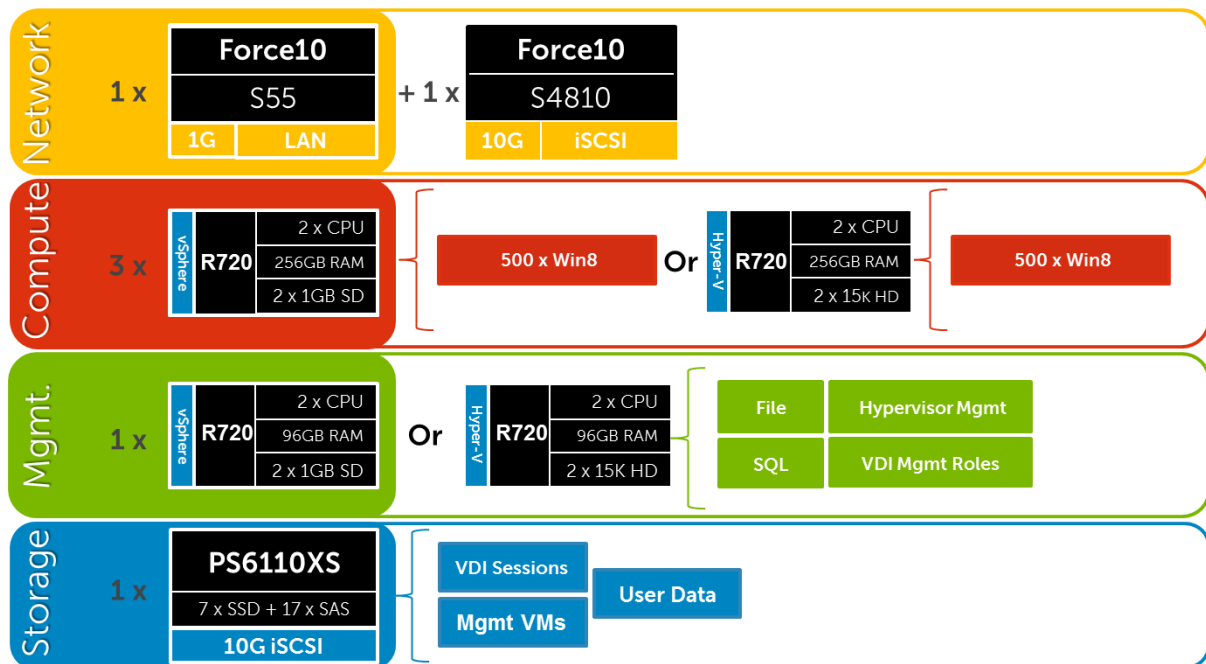 Network
1 x
Force10
S55
1G
LAN
+ 1 x
Force10
S4810
10G
iSCSI
Compute
3 x
vSphere
R720
2 x CPU
256GB RAM
2 x 1GB SD
500 x Win8
Or
Hyper-V
R720
2 x CPU
256GB RAM
2 x 15K HD
500 x Win8
Mgmt.
1 x
vSphere
R720
2 x CPU
96GB RAM
2 x 1GB SD
Or
Hyper-V
R720
2 x CPU
96GB RAM
2 x 15K HD
File
Hypervisor Mgmt
SQL
VDI Mgmt Roles
Storage
1 x
PS6110XS
7 x SSD + 17 x SAS
10G iSCSI
VDI Sessions
Mgmt VMs
User Data